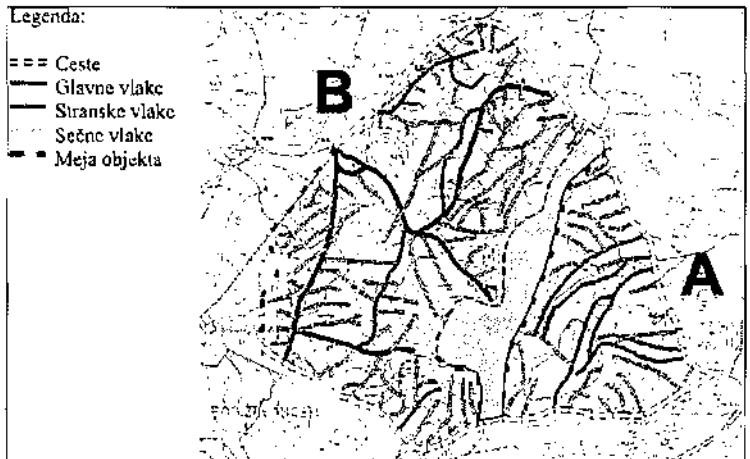 Legenda:
Ceste
Glavne vlake
Stranske vlake
Sečne vlake
Meja objekta
B
A